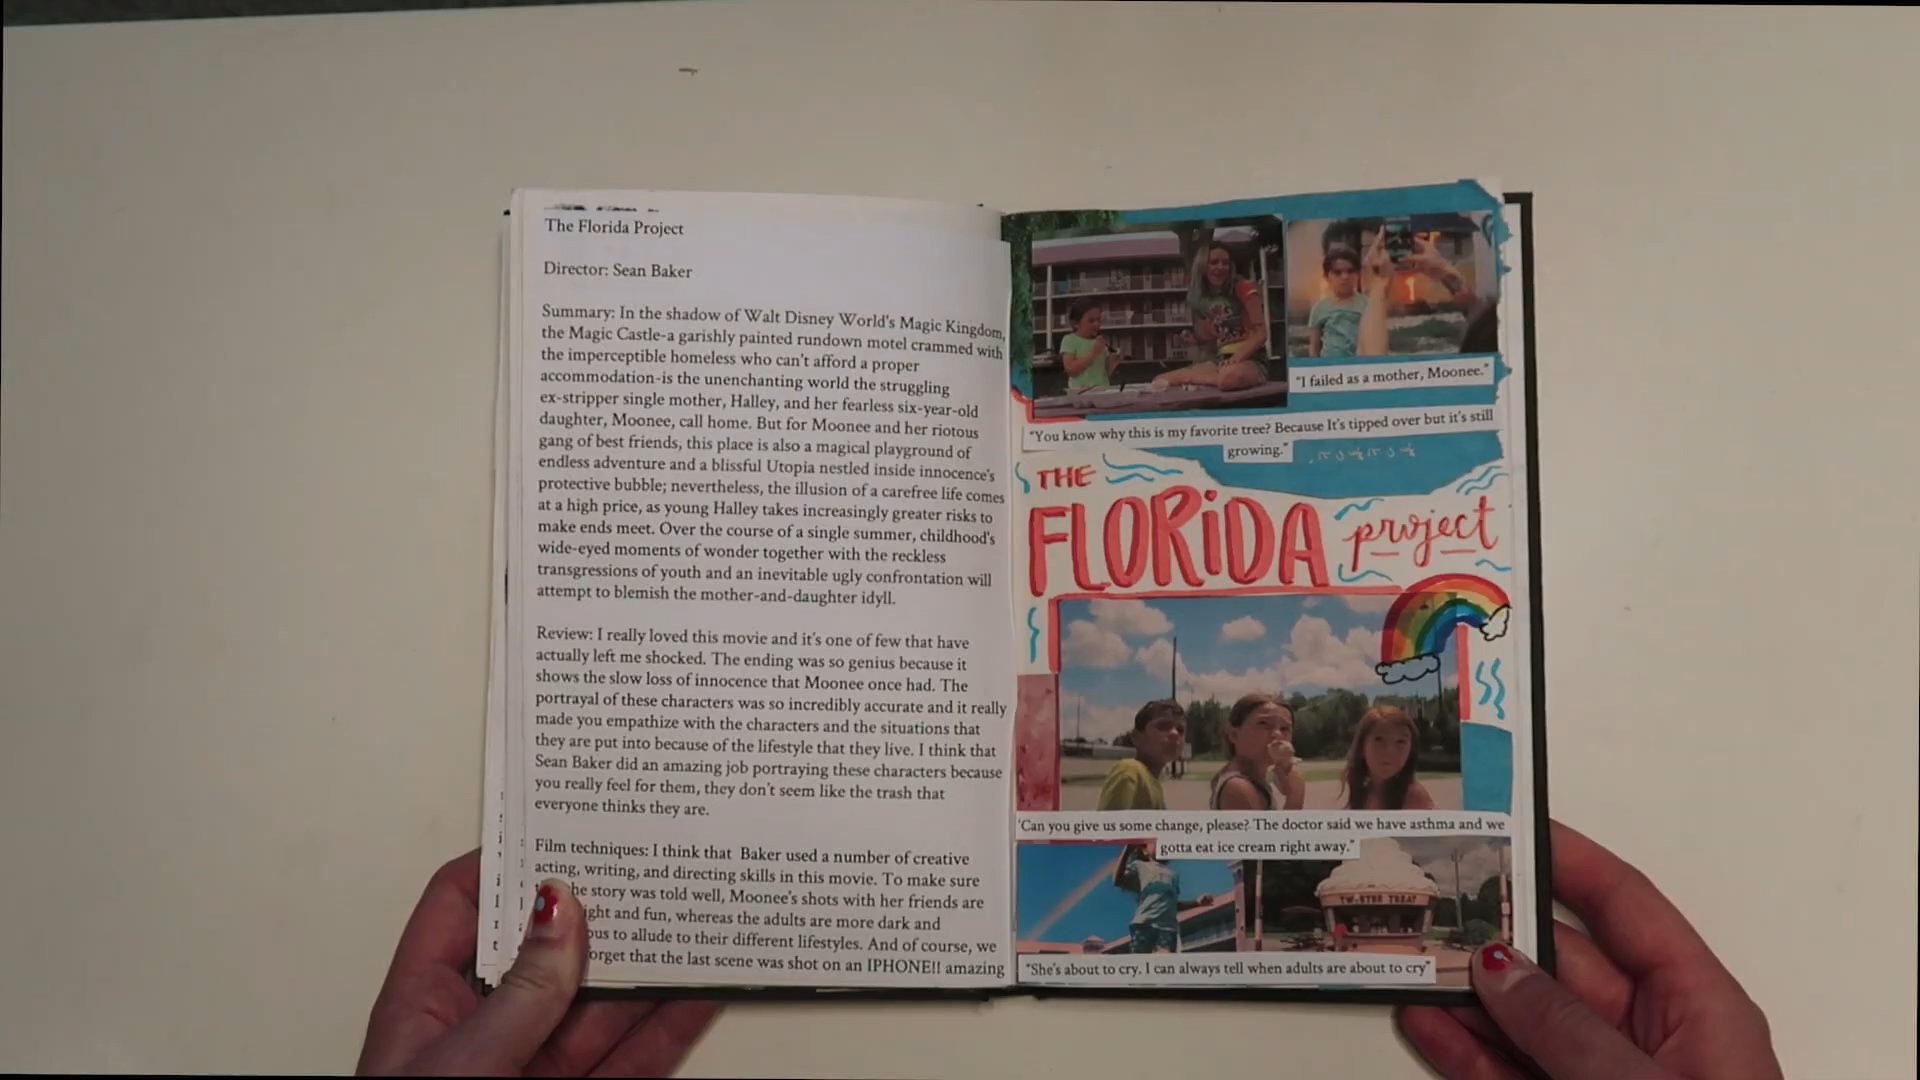 The Florida Project
Director: Sean Baker
Summary: In the shadow of Walt Disney World's Magic Kingdom,
the Magic Castle-a garishly painted rundown motel crammed with
the imperceptible homeless who can't afford a proper
accommodation-is the unenchanting world the struggling
ex-stripper single mother, Halley, and her fearless six-year-old
daughter, Moonee, call home. But for Moonee and her riotous
gang of best friends, this place is also a magical playground of
endless adventure and a blissful Utopia nestled inside innocence's
protective bubble; nevertheless, the illusion of a carefree life comes
at a high price, as young Halley takes increasingly greater risks to
make ends meet. Over the course of a single summer, childhood's
wide-eyed moments of wonder together with the reckless
transgressions of youth and an inevitable ugly confrontation will
attempt to blemish the mother-and-daughter idyll.
Review: I really loved this movie and it's one of few that have
actually left me shocked. The ending was so genius because it
shows the slow loss of innocence that Moonee once had. The
portrayal of these characters was so incredibly accurate and it really
made you empathize with the characters and the situations that
they are put into because of the lifestyle that they live. I think that
Sean Baker did an amazing job portraying these characters because
you really feel for them, they don't seem like the trash that
everyone thinks they are.
Film techniques: I think that Baker used a number of creative
acting, writing, and directing skills in this movie. To make sure
he story was told well, Moonee's shots with her friends are
ight and fun, whereas the adults are more dark and
ous to allude to their different lifestyles. And of course, we
orget that the last scene was shot on an IPHONE!! amazing
"I failed as a mother, Moonee."
"You know why this is my favorite tree? Because It's tipped over but it's still
growing."
THE
FLORiDA project
'Can you give us some change, please? The doctor said we have asthma and we
gotta eat ice cream right away."
TWISTEE TREAT
"She's about to cry. I can always tell when adults are about to cry"